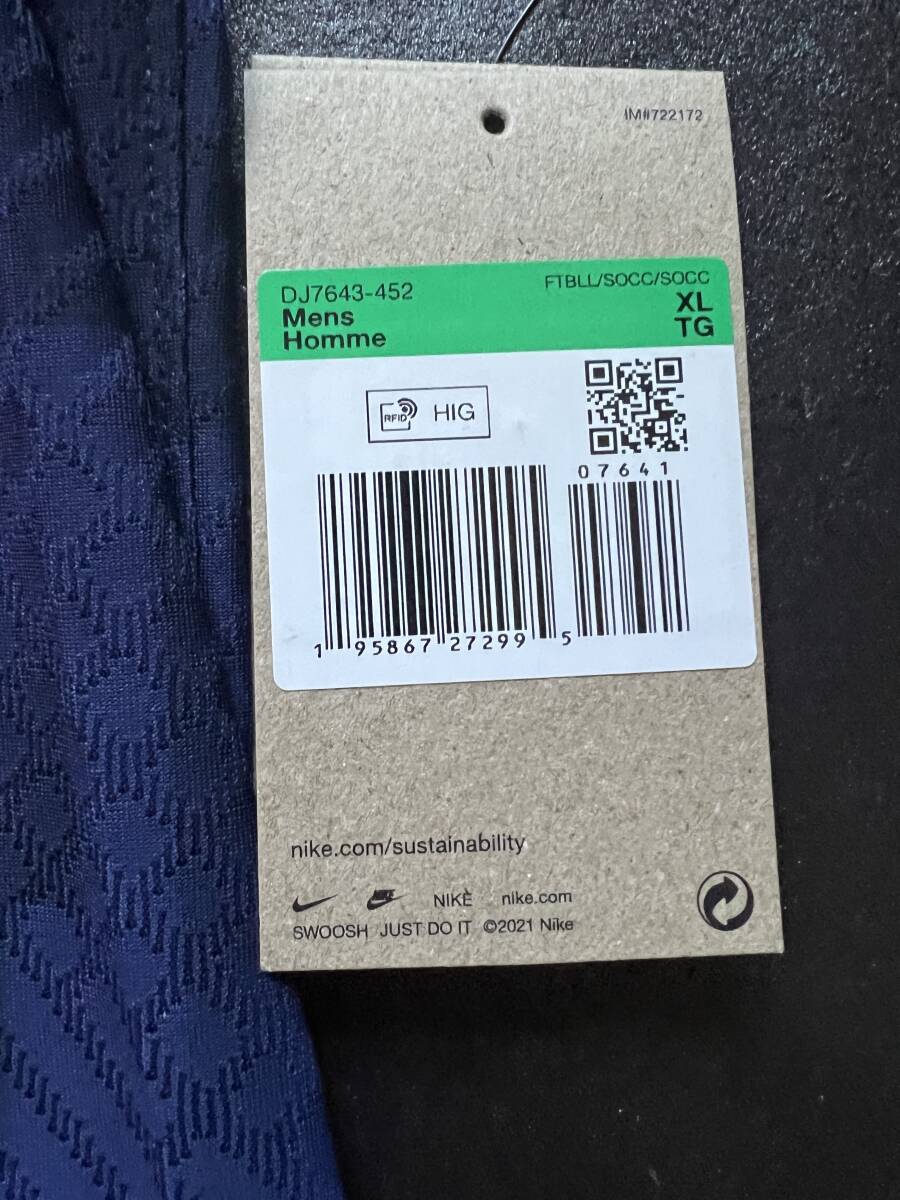 IM#722172
DJ7643-452 FTBLL/SOCC/SOCC
Mens XL
Homme TG
RFID HIG
07641
1 95867 27299 5
nike.com/sustainability
NIKE nike.com
SWOOSH JUST DO IT ©2021 Nike